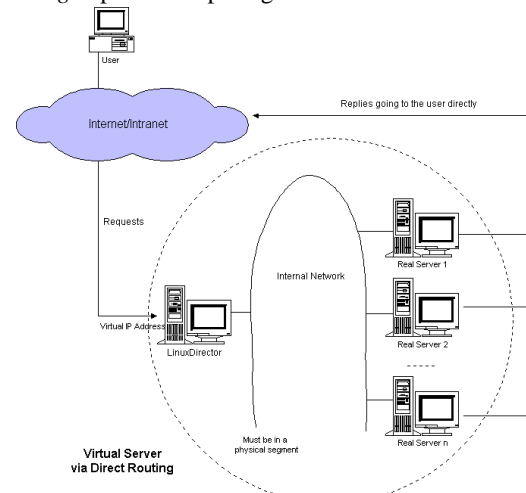 User
Internet/Intranet
Replies going to the user directly
Requests
Internal Network
Real Server 1
Virtual IP Address
LinuxDirector
Real Server 2
Must be in a
physical segment
Real Server n
Virtual Server
via Direct Routing